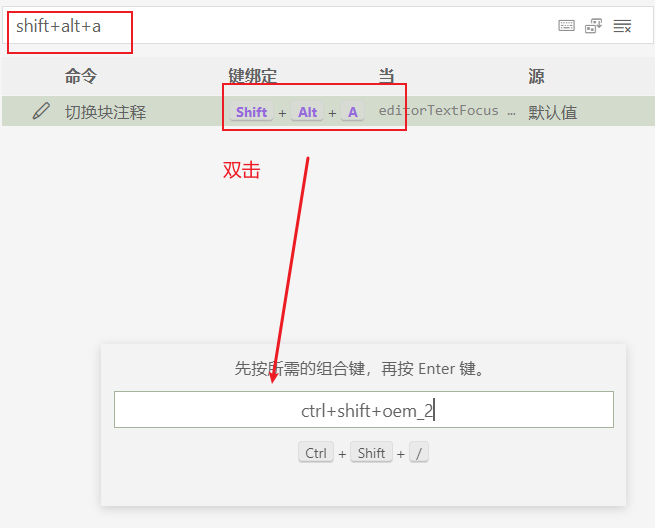 shift+alt+a
命令 键绑定 当 源
切换块注释 Shift + Alt + A editorTextFocus … 默认值
双击
先按所需的组合键，再按 Enter 键。
ctrl+shift+oem_2
Ctrl + Shift + /